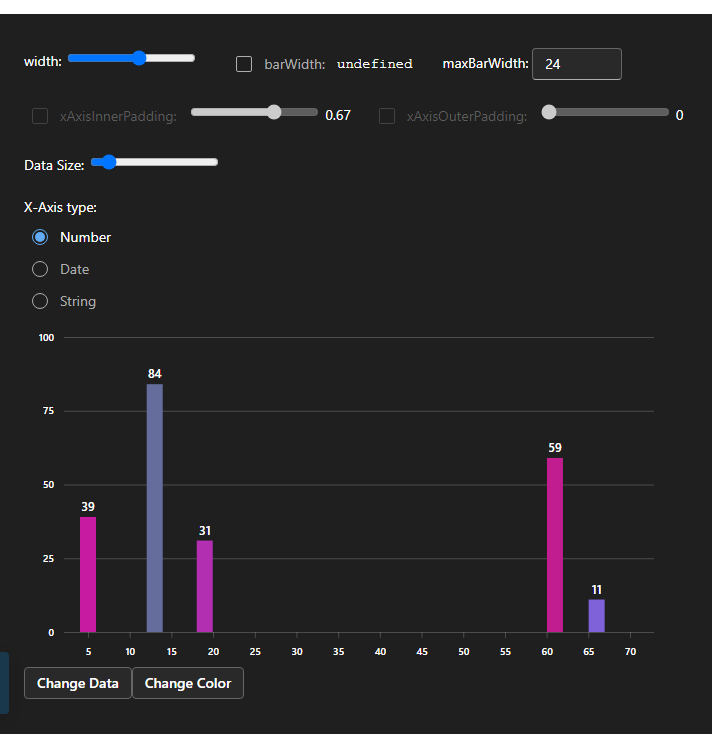 width: barWidth: undefined maxBarWidth: 24
xAxisInnerPadding: 0.67 xAxisOuterPadding: 0
Data Size:
X-Axis type:
Number
Date
String
100
84
75
59
50
39
31
25
11
0
5 10 15 20 25 30 35 40 45 50 55 60 65 70
Change Data Change Color